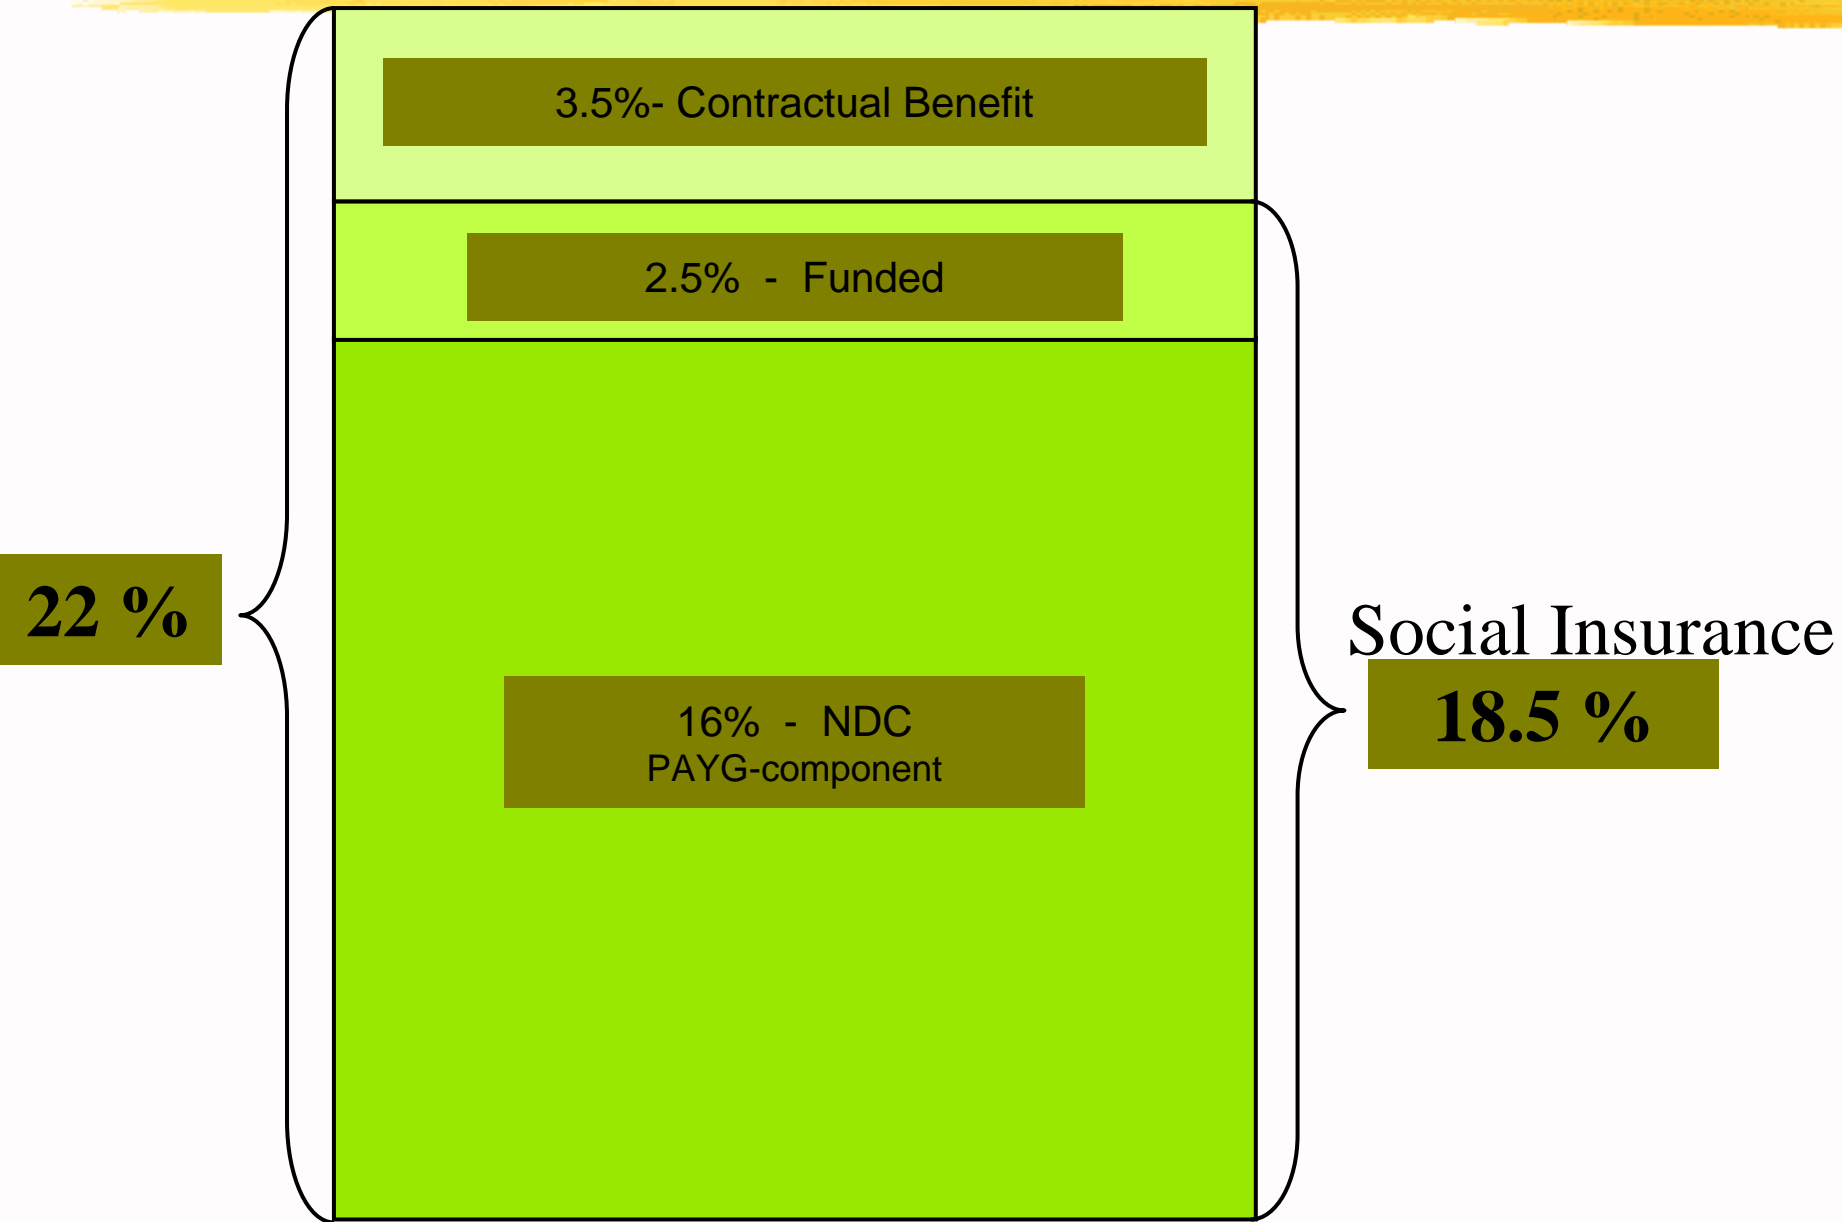 3.5%- Contractual Benefit
2.5% - Funded
22 %
Social Insurance
18.5 %
16% - NDC
PAYG-component